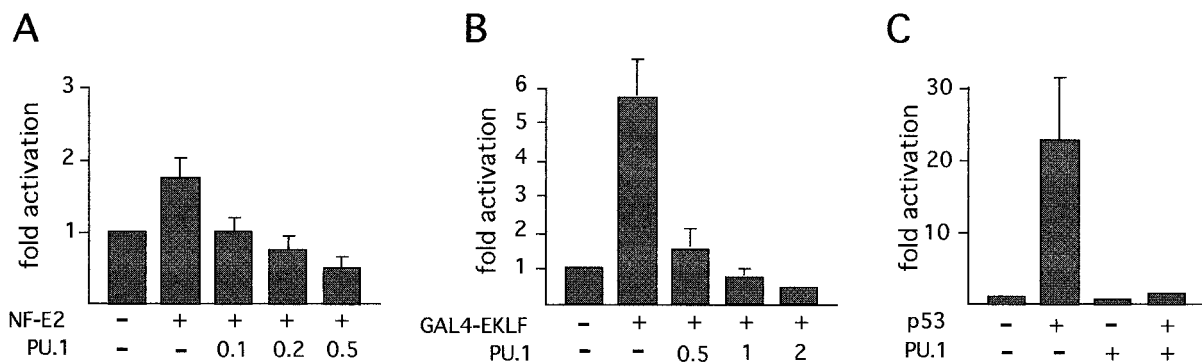 A
fold activation
3
2
1
NF-E2 – + + + +
PU.1 – – 0.1 0.2 0.5
B
fold activation
6
5
4
3
2
1
GAL4-EKLF – + + + +
PU.1 – – 0.5 1 2
C
fold activation
30
20
10
p53 – + – +
PU.1 – – + +